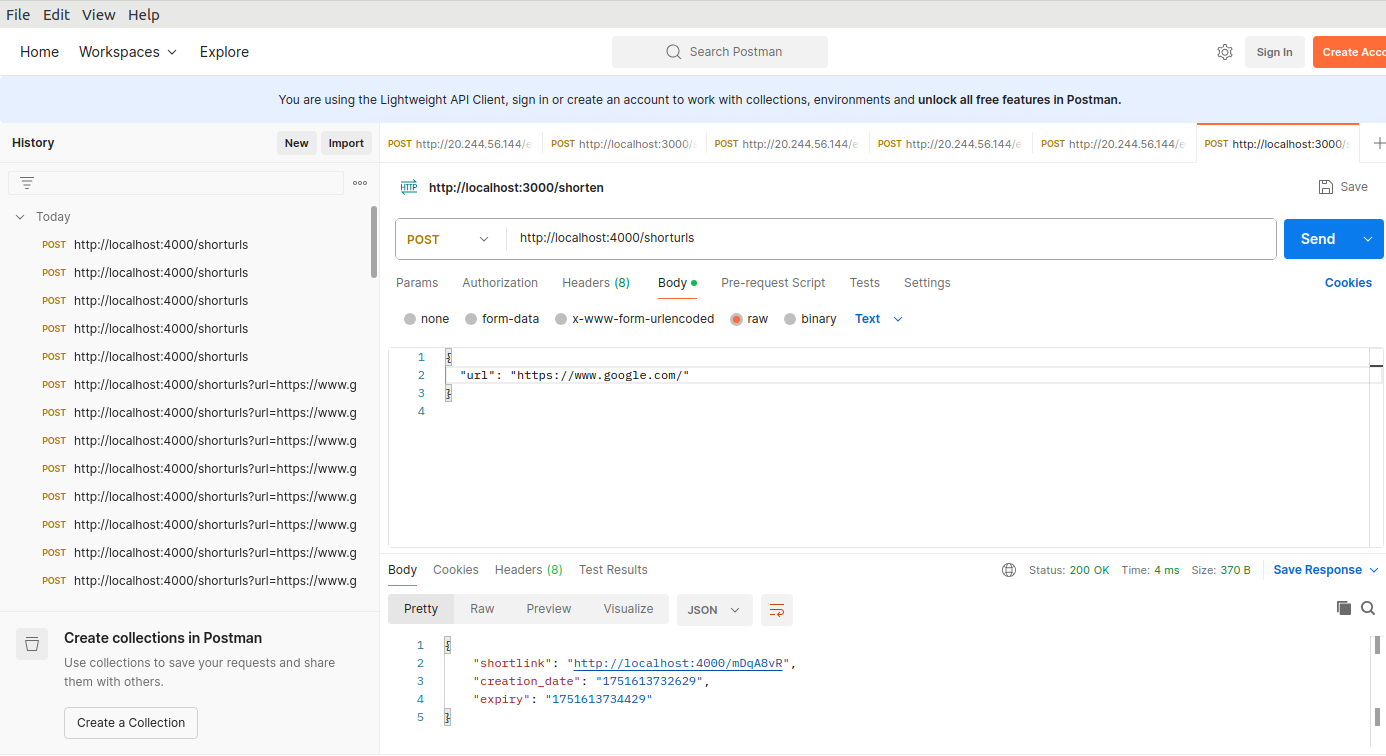 File Edit View Help
Home Workspaces Explore Search Postman Sign In Create Acco
You are using the Lightweight API Client, sign in or create an account to work with collections, environments and unlock all free features in Postman.
History New Import
POST http://20.244.56.144/e POST http://localhost:3000/s POST http://20.244.56.144/e POST http://20.244.56.144/e POST http://20.244.56.144/e POST http://localhost:3000/s
HTTP http://localhost:3000/shorten Save
Today
POST http://localhost:4000/shorturls
POST http://localhost:4000/shorturls
POST http://localhost:4000/shorturls
POST http://localhost:4000/shorturls
POST http://localhost:4000/shorturls
POST http://localhost:4000/shorturls?url=https://www.g
POST http://localhost:4000/shorturls?url=https://www.g
POST http://localhost:4000/shorturls?url=https://www.g
POST http://localhost:4000/shorturls?url=https://www.g
POST http://localhost:4000/shorturls?url=https://www.g
POST http://localhost:4000/shorturls?url=https://www.g
POST http://localhost:4000/shorturls?url=https://www.g
POST http://localhost:4000/shorturls?url=https://www.g
Create collections in Postman
Use collections to save your requests and share
them with others.
Create a Collection
POST http://localhost:4000/shorturls Send
Params Authorization Headers (8) Body Pre-request Script Tests Settings Cookies
none form-data x-www-form-urlencoded raw binary Text
1 {
2 "url": "https://www.google.com/"
3 }
4
Body Cookies Headers (8) Test Results Status: 200 OK Time: 4 ms Size: 370 B Save Response
Pretty Raw Preview Visualize JSON
1 {
2 "shortlink": "http://localhost:4000/mDqA8vR",
3 "creation_date": "1751613732629",
4 "expiry": "1751613734429"
5 }